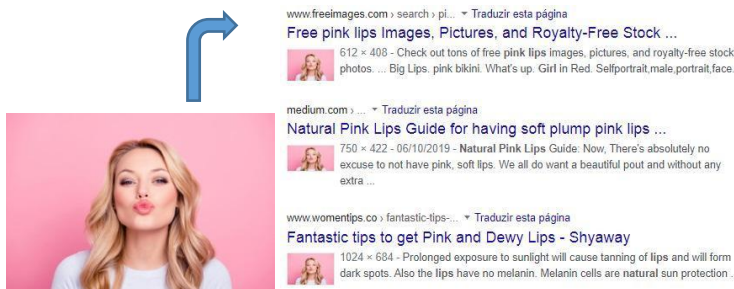 www.freeimages.com › search › pi... ▾ Traduzir esta página
Free pink lips Images, Pictures, and Royalty-Free Stock ...
612 × 408 - Check out tons of free pink lips images, pictures, and royalty-free stock
photos. ... Big Lips. pink bikini. What's up. Girl in Red. Selfportrait,male,portrait,face.
medium.com › ... ▾ Traduzir esta página
Natural Pink Lips Guide for having soft plump pink lips ...
750 × 422 - 06/10/2019 - Natural Pink Lips Guide: Now, There's absolutely no
excuse to not have pink, soft lips. We all do want a beautiful pout and without any
extra ...
www.womentips.co › fantastic-tips-... ▾ Traduzir esta página
Fantastic tips to get Pink and Dewy Lips - Shyaway
1024 × 684 - Prolonged exposure to sunlight will cause tanning of lips and will form
dark spots. Also the lips have no melanin. Melanin cells are natural sun protection .